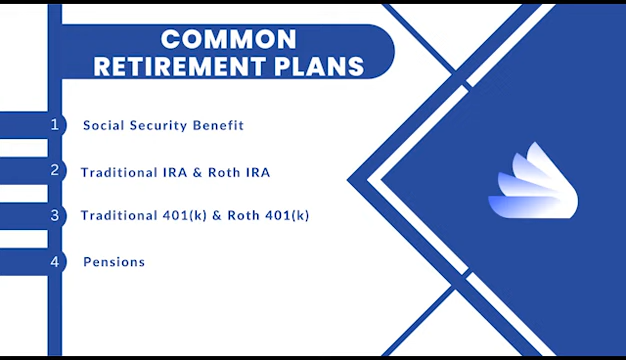 COMMON
RETIREMENT PLANS
1 Social Security Benefit
2 Traditional IRA & Roth IRA
3 Traditional 401(k) & Roth 401(k)
4 Pensions